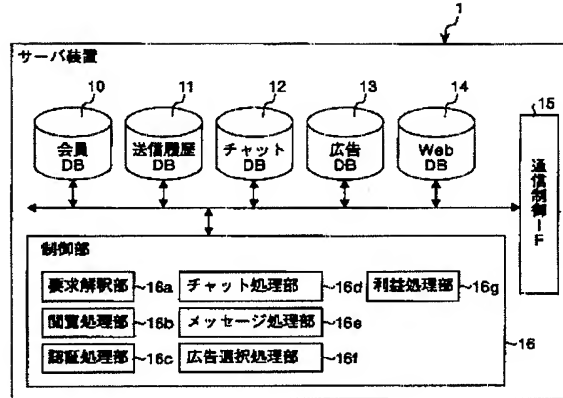 1
サーバ装置
10
11
12
13
14
15
会員
DB
送信履歴
DB
チャット
DB
広告
DB
Web
DB
通信制御IF
制御部
要求解釈部
16a
チャット処理部
16d
利益処理部
16g
閲覧処理部
16b
メッセージ処理部
16e
認証処理部
16c
広告選択処理部
16f
16